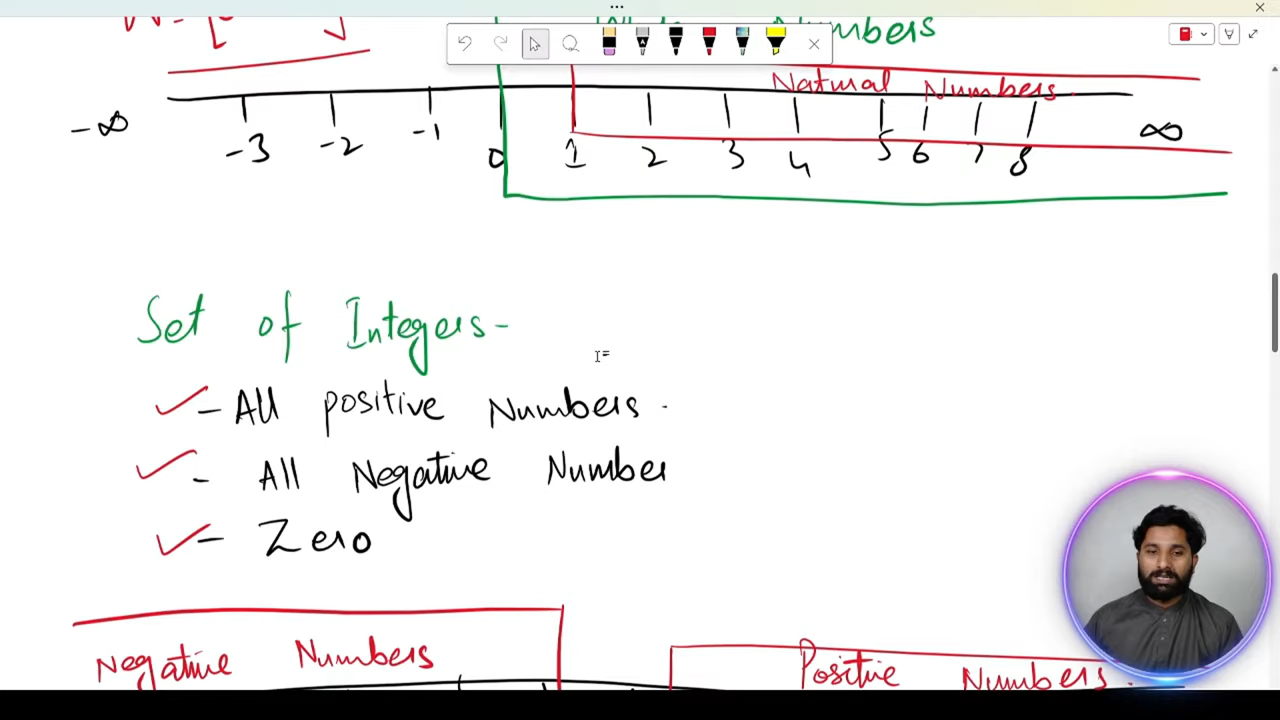 Numbers
Natural Numbers.
-∞ -3 -2 -1 0 1 2 3 4 5 6 7 8 ∞
Set of Integers-
- All positive Numbers.
- All Negative Number
- Zero
Negative Numbers
Positive Numbers.